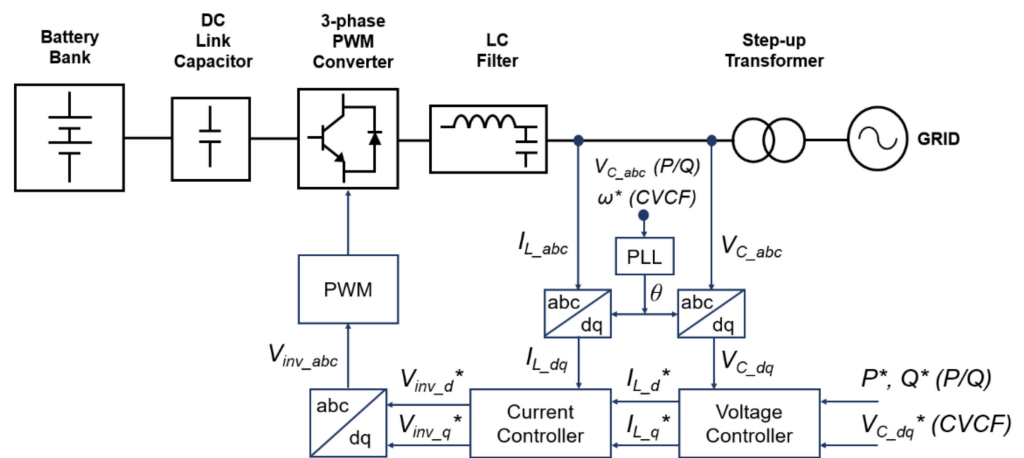 Battery
Bank
DC
Link
Capacitor
3-phase
PWM
Converter
LC
Filter
Step-up
Transformer
GRID
V_C_abc (P/Q)
ω* (CVCF)
I_L_abc
PLL
V_C_abc
θ
abc
dq
abc
dq
PWM
V_inv_abc
I_L_dq
V_C_dq
abc
dq
V_inv_d*
V_inv_q*
Current
Controller
I_L_d*
I_L_q*
Voltage
Controller
P*, Q* (P/Q)
V_C_dq* (CVCF)